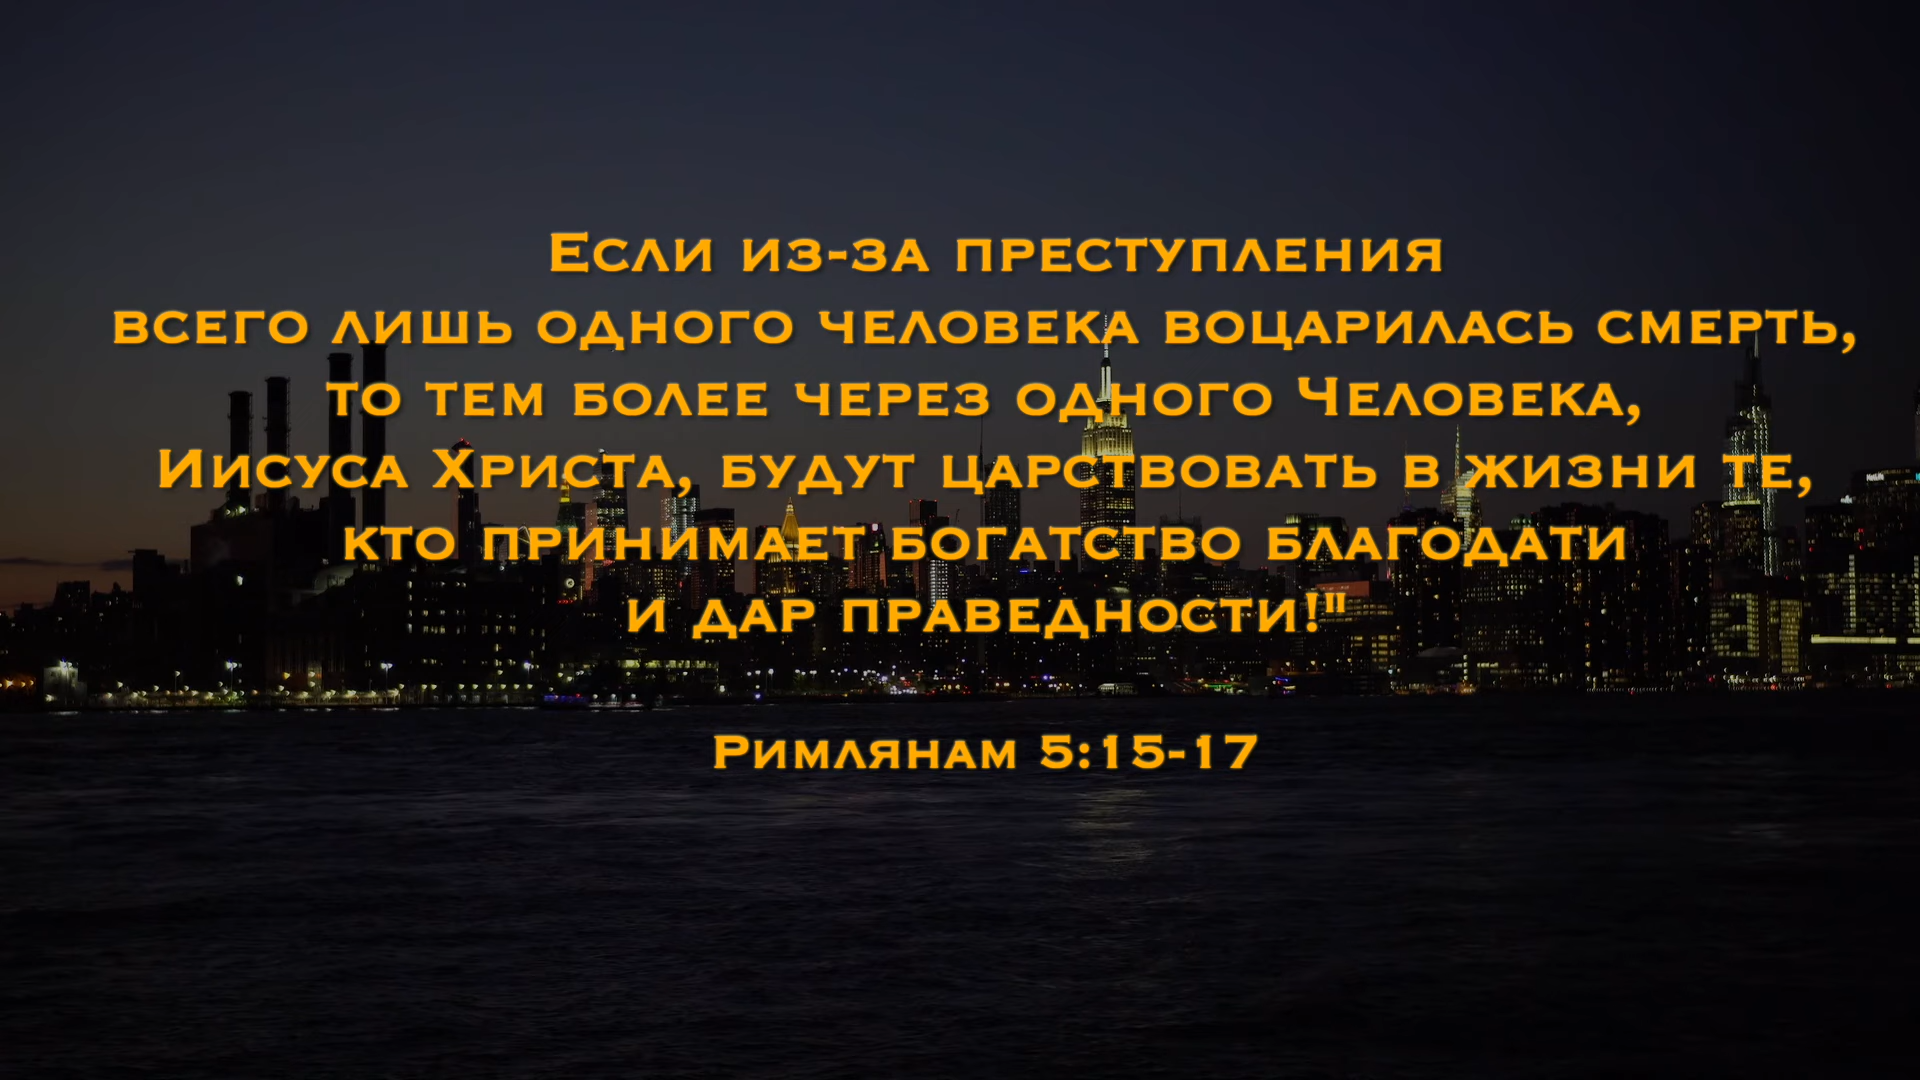 Если из-за преступления
всего лишь одного человека воцарилась смерть,
то тем более через одного Человека,
Иисуса Христа, будут царствовать в жизни те,
кто принимает богатство благодати
и дар праведности!"
Римлянам 5:15-17